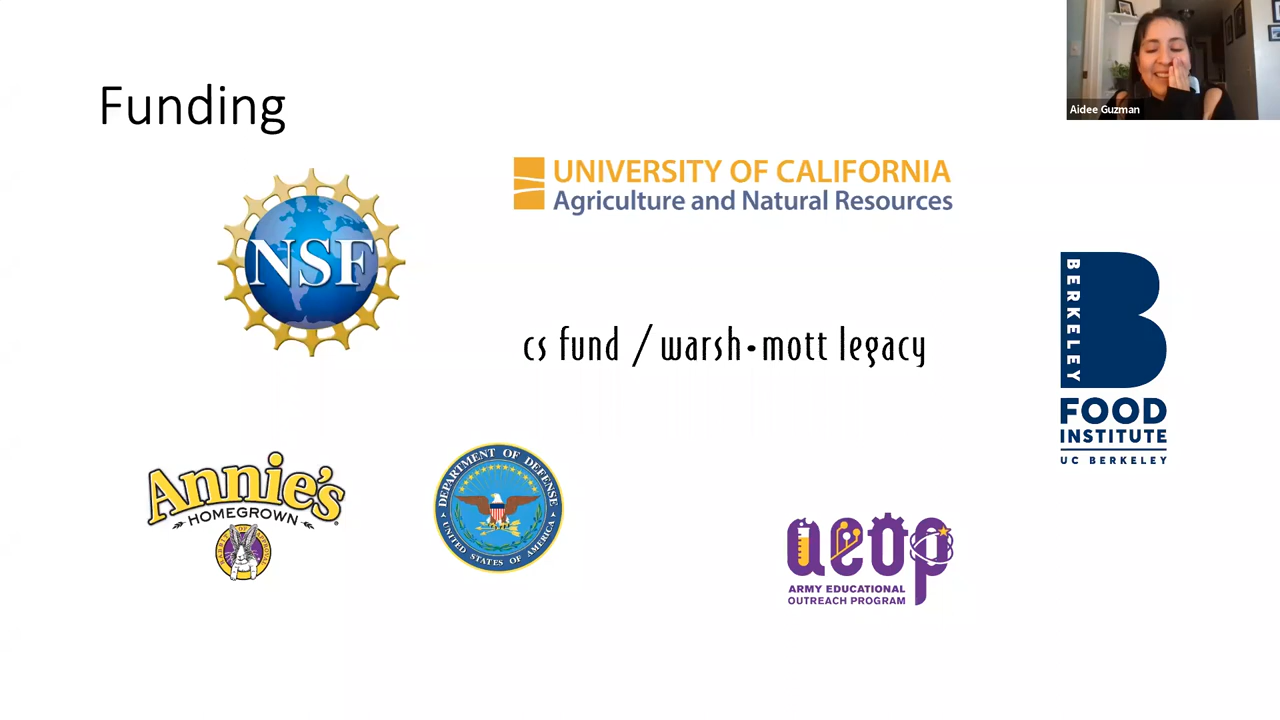 Funding
Aidee Guzman
NSF
UNIVERSITY OF CALIFORNIA
Agriculture and Natural Resources
BERKELEY
FOOD
INSTITUTE
UC BERKELEY
cs fund / warsh•mott legacy
Annie's
HOMEGROWN
DEPARTMENT OF DEFENSE
UNITED STATES OF AMERICA
aeop
ARMY EDUCATIONAL
OUTREACH PROGRAM